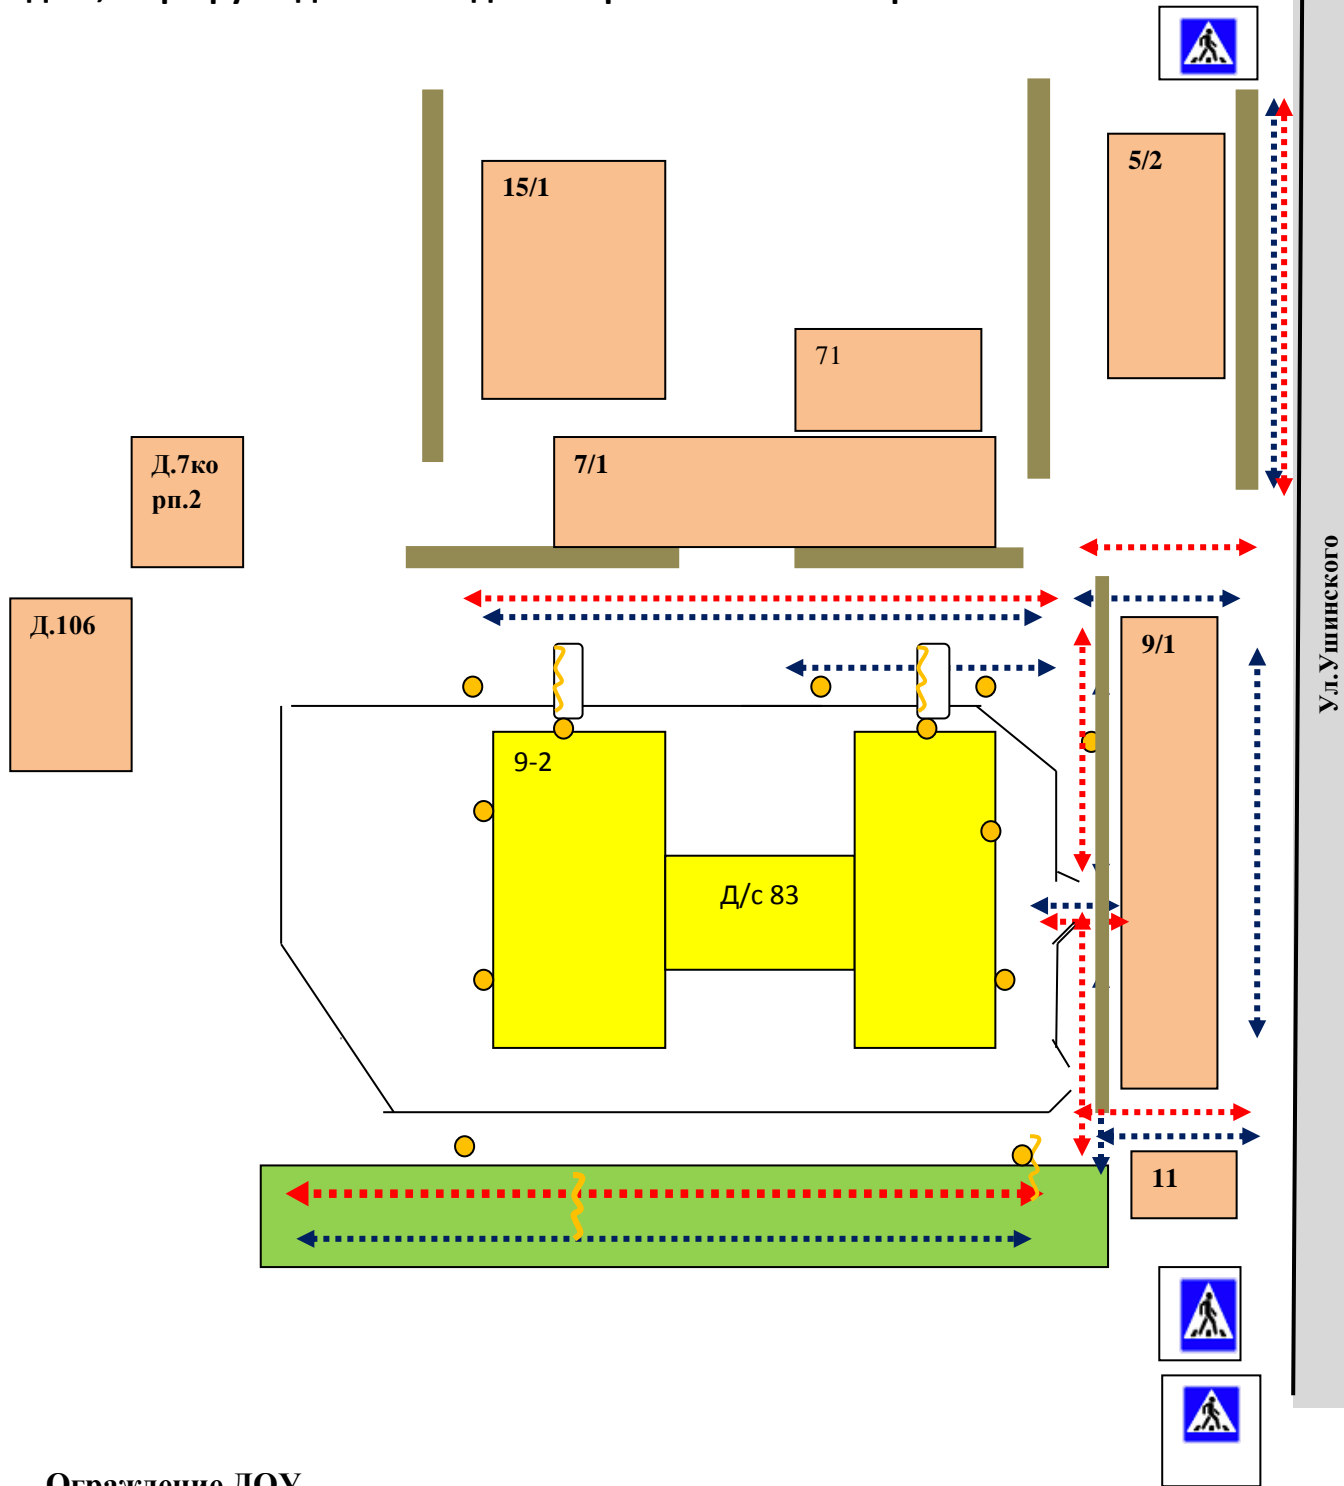 15/1
5/2
71
7/1
Д.7ко
рп.2
Д.106
9/1
Ул.Ушинского
9-2
Д/с 83
11
Ограждение ДОУ